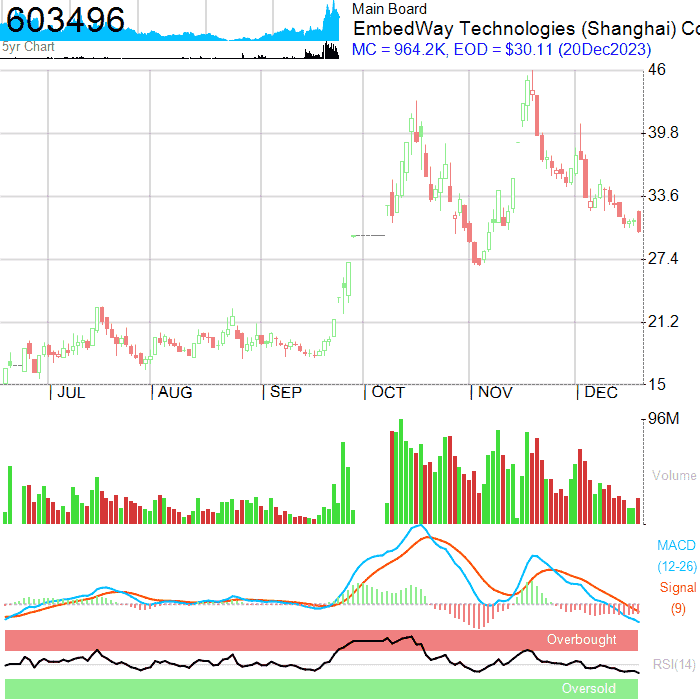 603496
Main Board
EmbedWay Technologies (Shanghai) Co
5yr Chart
MC = 964.2K, EOD = $30.11 (20Dec2023)
46
39.8
33.6
27.4
21.2
15
JUL AUG SEP OCT NOV DEC
96M
Volume
MACD
(12-26)
Signal
(9)
Overbought
RSI(14)
Oversold